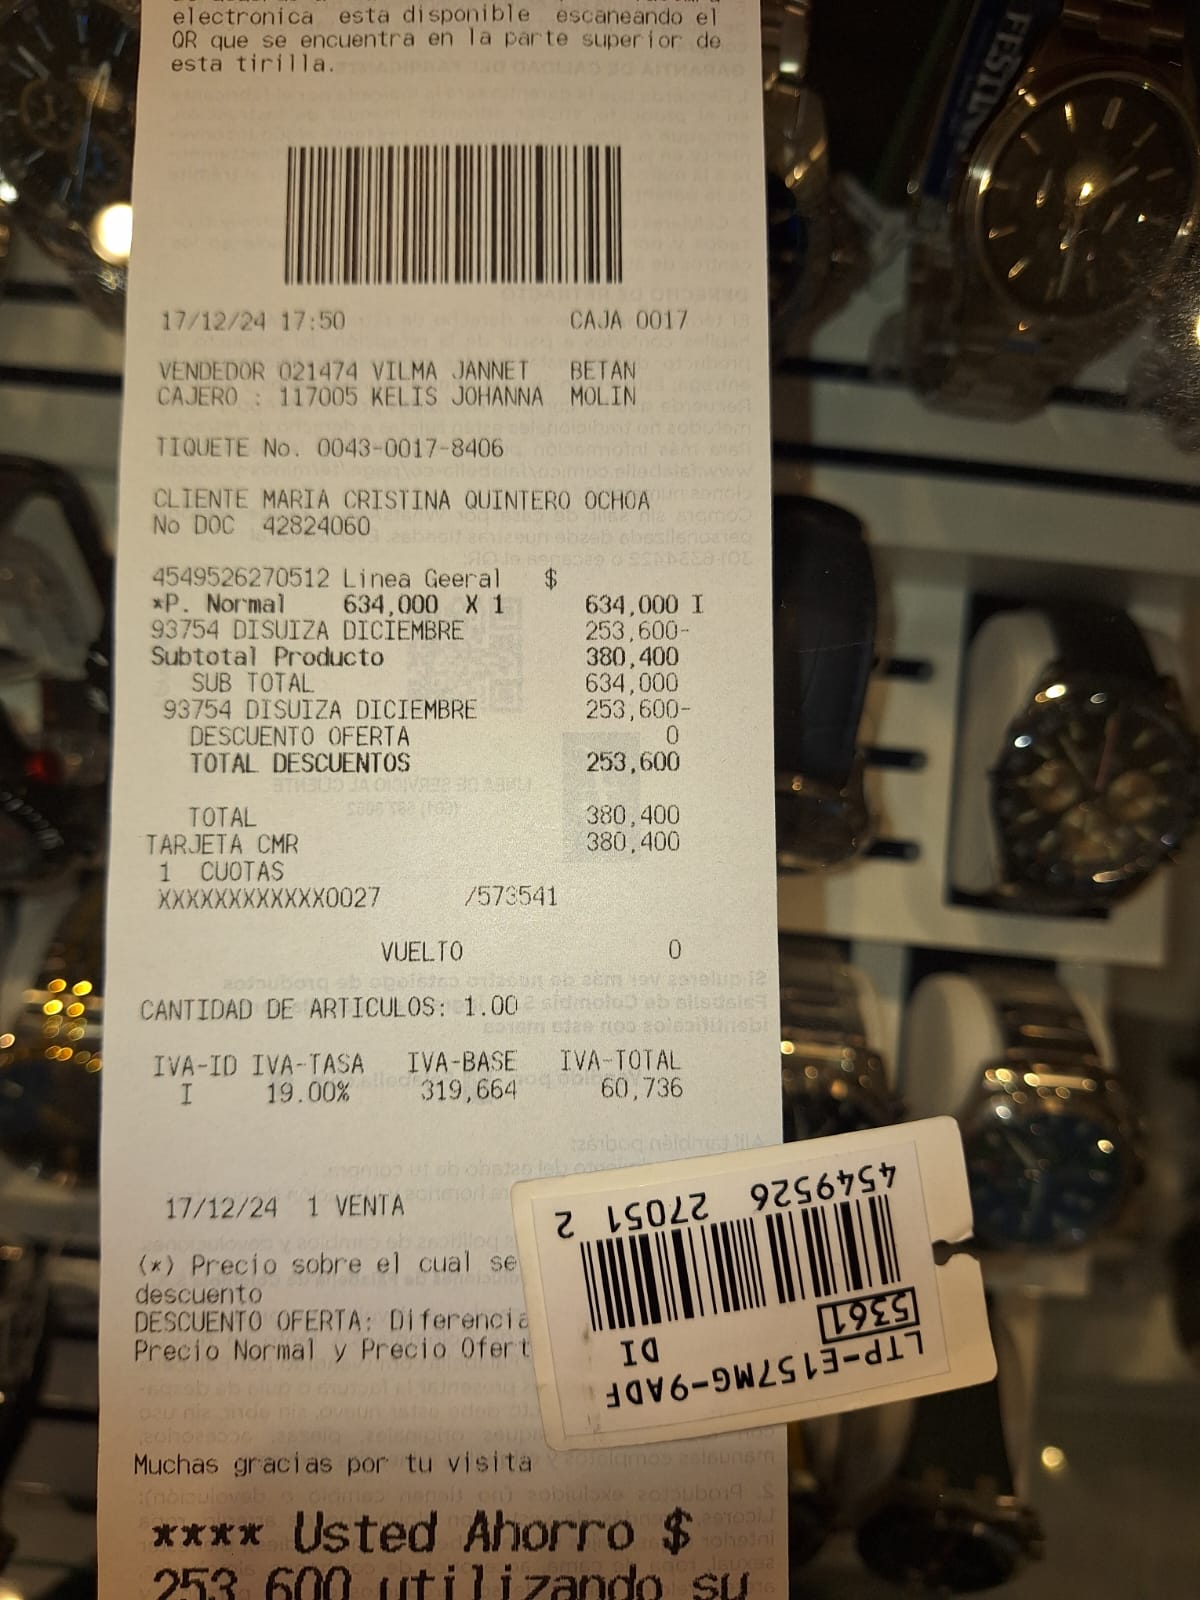 electronica esta disponible escaneando el
QR que se encuentra en la parte superior de
esta tirilla.
17/12/24 17:50 CAJA 0017
VENDEDOR 021474 VILMA JANNET BETAN
CAJERO : 117005 KELIS JOHANNA MOLIN
TIQUETE No. 0043-0017-8406
CLIENTE MARIA CRISTINA QUINTERO OCHOA
No DOC 42824060
4549526270512 Linea Geeral $
*P. Normal 634,000 X 1 634,000 I
93754 DISUIZA DICIEMBRE 253,600-
Subtotal Producto 380,400
SUB TOTAL 634,000
93754 DISUIZA DICIEMBRE 253,600-
DESCUENTO OFERTA 0
TOTAL DESCUENTOS 253,600
TOTAL 380,400
TARJETA CMR 380,400
1 CUOTAS
XXXXXXXXXXXX0027 /573541
VUELTO 0
CANTIDAD DE ARTICULOS: 1.00
IVA-ID IVA-TASA IVA-BASE IVA-TOTAL
I 19.00% 319,664 60,736
17/12/24 1 VENTA
(*) Precio sobre el cual se
descuento
DESCUENTO OFERTA: Diferencia
Precio Normal y Precio Ofert
Muchas gracias por tu visita
**** Usted Ahorro $
253,600 utilizando su
LTP-E157MG-9ADF
5361 DI
4549526 27051 2